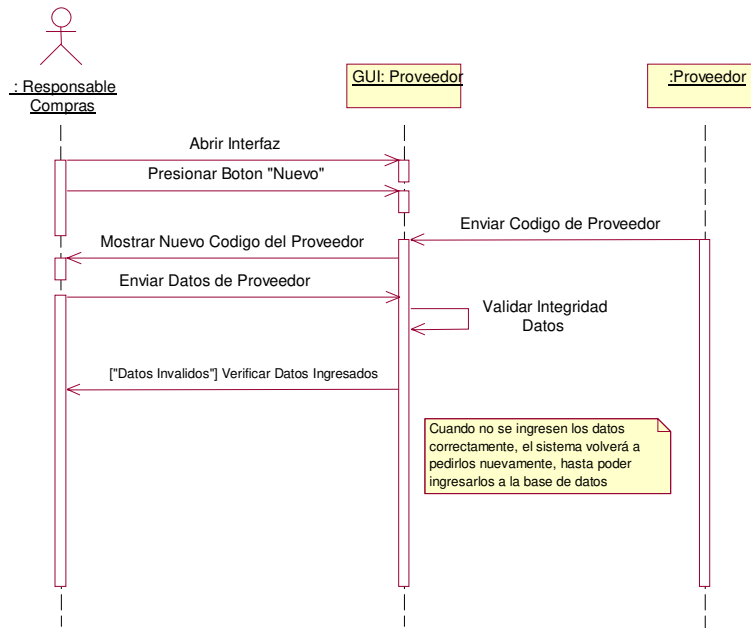 : Responsable
Compras
GUI: Proveedor
:Proveedor
Abrir Interfaz
Presionar Boton "Nuevo"
Enviar Codigo de Proveedor
Mostrar Nuevo Codigo del Proveedor
Enviar Datos de Proveedor
Validar Integridad
Datos
["Datos Invalidos"] Verificar Datos Ingresados
Cuando no se ingresen los datos
correctamente, el sistema volverá a
pedirlos nuevamente, hasta poder
ingresarlos a la base de datos